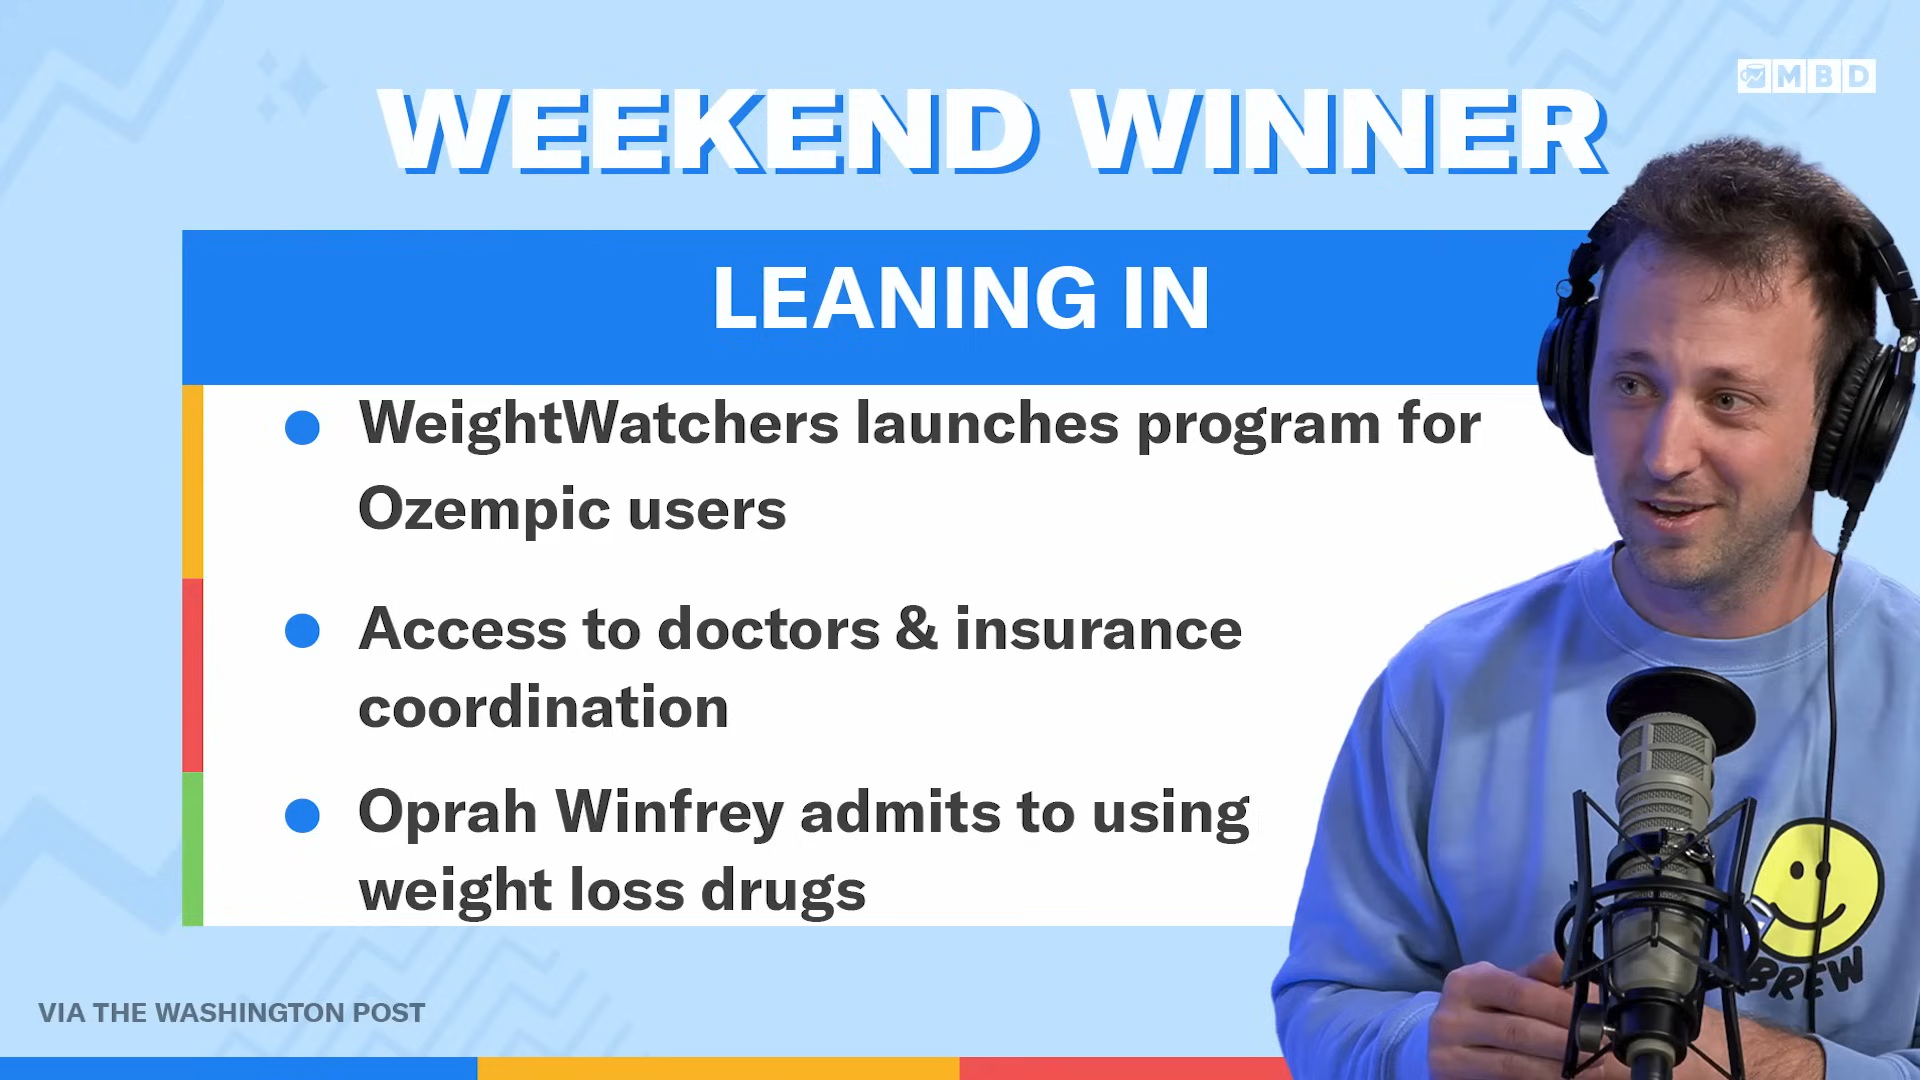 MBD
WEEKEND WINNER
LEANING IN
WeightWatchers launches program for
Ozempic users
Access to doctors & insurance
coordination
Oprah Winfrey admits to using
weight loss drugs
BREW
VIA THE WASHINGTON POST